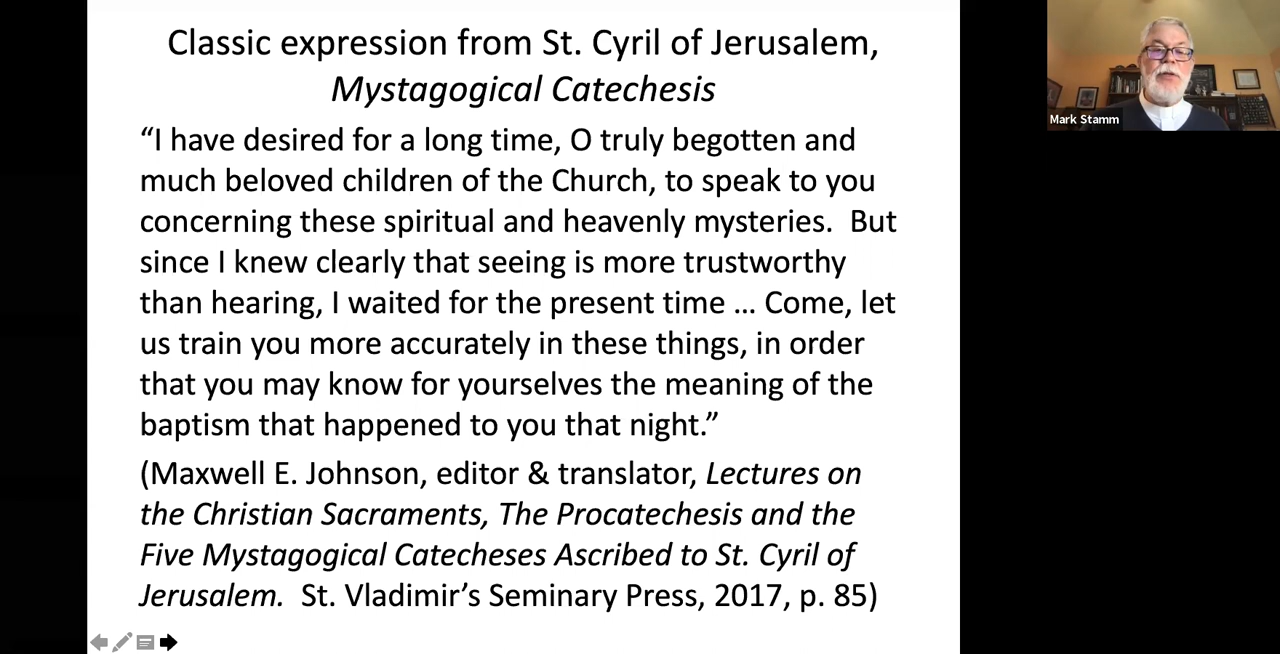 Classic expression from St. Cyril of Jerusalem,
Mystagogical Catechesis
“I have desired for a long time, O truly begotten and
much beloved children of the Church, to speak to you
concerning these spiritual and heavenly mysteries.  But
since I knew clearly that seeing is more trustworthy
than hearing, I waited for the present time … Come, let
us train you more accurately in these things, in order
that you may know for yourselves the meaning of the
baptism that happened to you that night.”
(Maxwell E. Johnson, editor & translator, Lectures on
the Christian Sacraments, The Procatechesis and the
Five Mystagogical Catecheses Ascribed to St. Cyril of
Jerusalem.  St. Vladimir’s Seminary Press, 2017, p. 85)
Mark Stamm